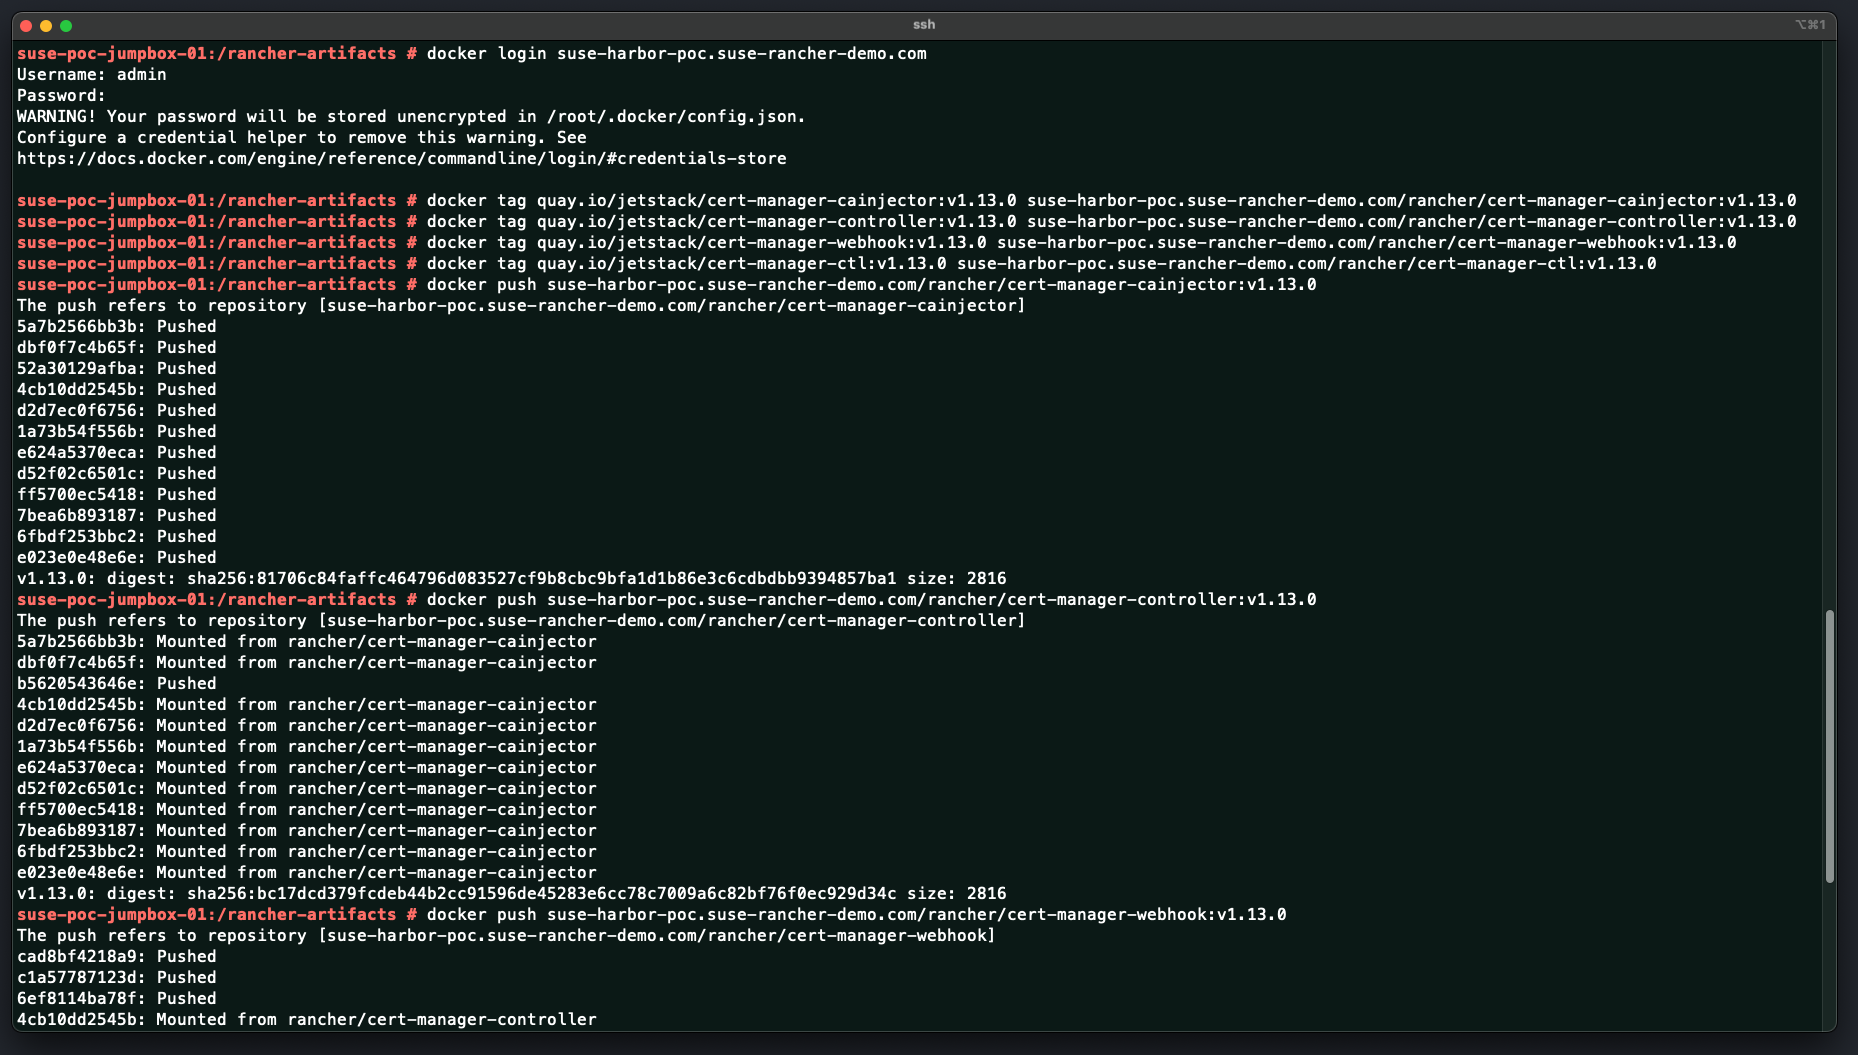 ssh
⌥⌘1
suse-poc-jumpbox-01:/rancher-artifacts # docker login suse-harbor-poc.suse-rancher-demo.com
Username: admin
Password:
WARNING! Your password will be stored unencrypted in /root/.docker/config.json.
Configure a credential helper to remove this warning. See
https://docs.docker.com/engine/reference/commandline/login/#credentials-store
suse-poc-jumpbox-01:/rancher-artifacts # docker tag quay.io/jetstack/cert-manager-cainjector:v1.13.0 suse-harbor-poc.suse-rancher-demo.com/rancher/cert-manager-cainjector:v1.13.0
suse-poc-jumpbox-01:/rancher-artifacts # docker tag quay.io/jetstack/cert-manager-controller:v1.13.0 suse-harbor-poc.suse-rancher-demo.com/rancher/cert-manager-controller:v1.13.0
suse-poc-jumpbox-01:/rancher-artifacts # docker tag quay.io/jetstack/cert-manager-webhook:v1.13.0 suse-harbor-poc.suse-rancher-demo.com/rancher/cert-manager-webhook:v1.13.0
suse-poc-jumpbox-01:/rancher-artifacts # docker tag quay.io/jetstack/cert-manager-ctl:v1.13.0 suse-harbor-poc.suse-rancher-demo.com/rancher/cert-manager-ctl:v1.13.0
suse-poc-jumpbox-01:/rancher-artifacts # docker push suse-harbor-poc.suse-rancher-demo.com/rancher/cert-manager-cainjector:v1.13.0
The push refers to repository [suse-harbor-poc.suse-rancher-demo.com/rancher/cert-manager-cainjector]
5a7b2566bb3b: Pushed
dbf0f7c4b65f: Pushed
52a30129afba: Pushed
4cb10dd2545b: Pushed
d2d7ec0f6756: Pushed
1a73b54f556b: Pushed
e624a5370eca: Pushed
d52f02c6501c: Pushed
ff5700ec5418: Pushed
7bea6b893187: Pushed
6fbdf253bbc2: Pushed
e023e0e48e6e: Pushed
v1.13.0: digest: sha256:81706c84faffc464796d083527cf9b8cbc9bfa1d1b86e3c6cdbdbb9394857ba1 size: 2816
suse-poc-jumpbox-01:/rancher-artifacts # docker push suse-harbor-poc.suse-rancher-demo.com/rancher/cert-manager-controller:v1.13.0
The push refers to repository [suse-harbor-poc.suse-rancher-demo.com/rancher/cert-manager-controller]
5a7b2566bb3b: Mounted from rancher/cert-manager-cainjector
dbf0f7c4b65f: Mounted from rancher/cert-manager-cainjector
b5620543646e: Pushed
4cb10dd2545b: Mounted from rancher/cert-manager-cainjector
d2d7ec0f6756: Mounted from rancher/cert-manager-cainjector
1a73b54f556b: Mounted from rancher/cert-manager-cainjector
e624a5370eca: Mounted from rancher/cert-manager-cainjector
d52f02c6501c: Mounted from rancher/cert-manager-cainjector
ff5700ec5418: Mounted from rancher/cert-manager-cainjector
7bea6b893187: Mounted from rancher/cert-manager-cainjector
6fbdf253bbc2: Mounted from rancher/cert-manager-cainjector
e023e0e48e6e: Mounted from rancher/cert-manager-cainjector
v1.13.0: digest: sha256:bc17dcd379fcdeb44b2cc91596de45283e6cc78c7009a6c82bf76f0ec929d34c size: 2816
suse-poc-jumpbox-01:/rancher-artifacts # docker push suse-harbor-poc.suse-rancher-demo.com/rancher/cert-manager-webhook:v1.13.0
The push refers to repository [suse-harbor-poc.suse-rancher-demo.com/rancher/cert-manager-webhook]
cad8bf4218a9: Pushed
c1a57787123d: Pushed
6ef8114ba78f: Pushed
4cb10dd2545b: Mounted from rancher/cert-manager-controller